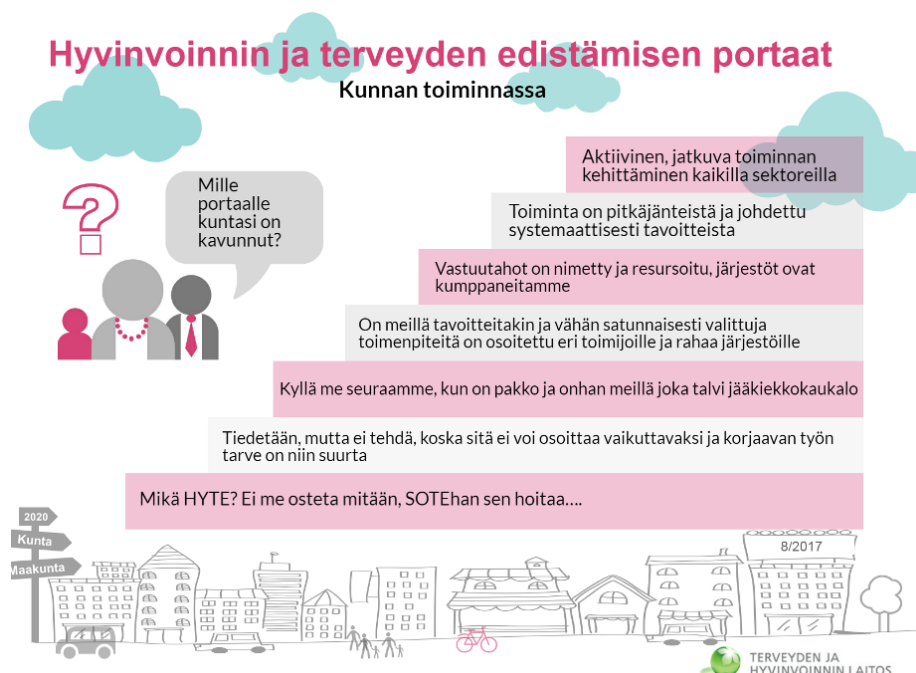 Hyvinvoinnin ja terveyden edistämisen portaat
Kunnan toiminnassa
Mille
portaalle
kuntasi on
kavunnut?
Aktiivinen, jatkuva toiminnan
kehittäminen kaikilla sektoreilla
Toiminta on pitkäjänteistä ja johdettu
systemaattisesti tavoitteista
Vastuutahot on nimetty ja resursoitu, järjestöt ovat
kumppaneitamme
On meillä tavoitteitakin ja vähän satunnaisesti valittuja
toimenpiteitä on osoitettu eri toimijoille ja rahaa järjestöille
Kyllä me seuraamme, kun on pakko ja onhan meillä joka talvi jääkiekkokaukalo
Tiedetään, mutta ei tehdä, koska sitä ei voi osoittaa vaikuttavaksi ja korjaavan työn
tarve on niin suurta
Mikä HYTE? Ei me osteta mitään, SOTEhan sen hoitaa....
2020
Kunta
Maakunta
8/2017
TERVEYDEN JA
HYVINVOINNIN LAITOS